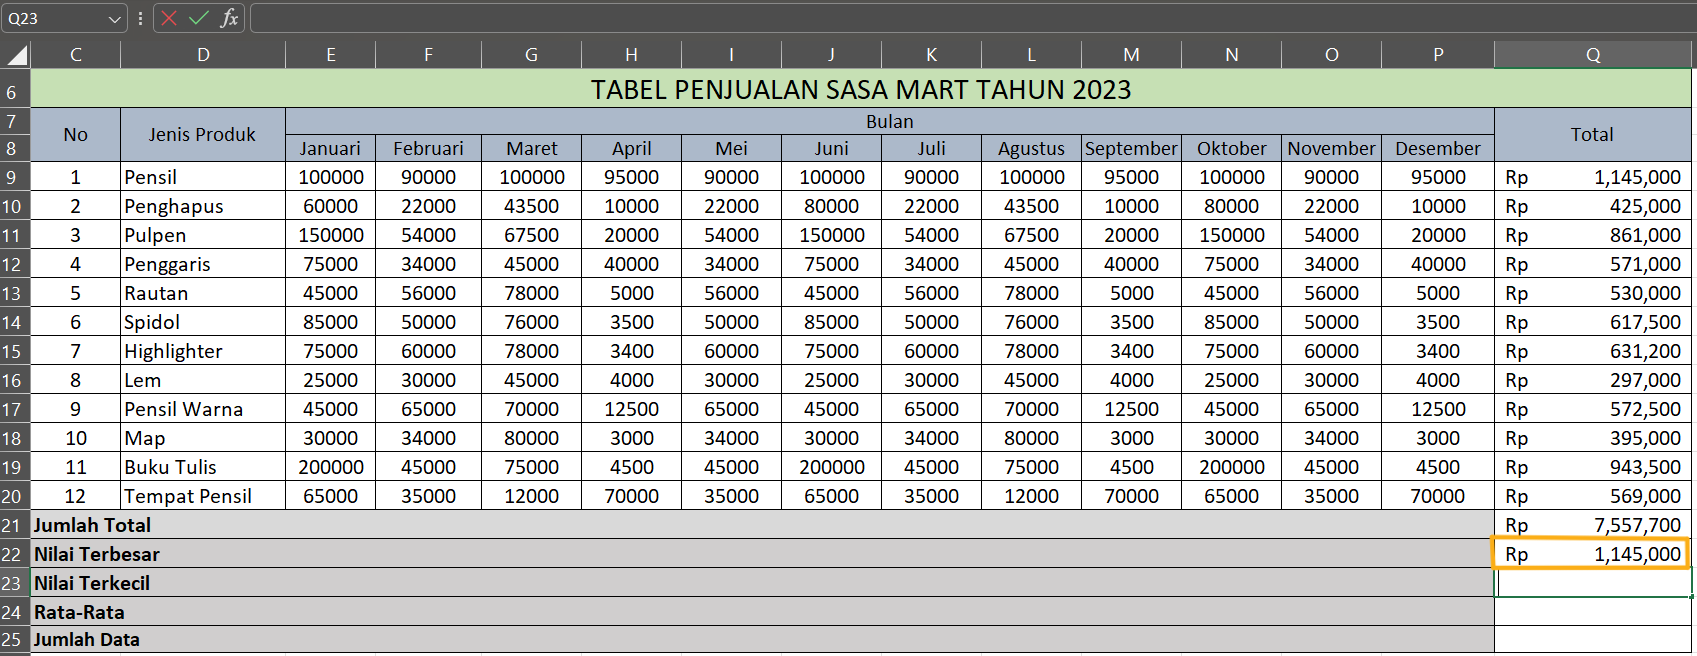 Q23 fx
C D E F G H I J K L M N O P Q
6 TABEL PENJUALAN SASA MART TAHUN 2023
7 No Jenis Produk Bulan Total
8 Januari Februari Maret April Mei Juni Juli Agustus September Oktober November Desember
9 1 Pensil 100000 90000 100000 95000 90000 100000 90000 100000 95000 100000 90000 95000 Rp 1,145,000
10 2 Penghapus 60000 22000 43500 10000 22000 80000 22000 43500 10000 80000 22000 10000 Rp 425,000
11 3 Pulpen 150000 54000 67500 20000 54000 150000 54000 67500 20000 150000 54000 20000 Rp 861,000
12 4 Penggaris 75000 34000 45000 40000 34000 75000 34000 45000 40000 75000 34000 40000 Rp 571,000
13 5 Rautan 45000 56000 78000 5000 56000 45000 56000 78000 5000 45000 56000 5000 Rp 530,000
14 6 Spidol 85000 50000 76000 3500 50000 85000 50000 76000 3500 85000 50000 3500 Rp 617,500
15 7 Highlighter 75000 60000 78000 3400 60000 75000 60000 78000 3400 75000 60000 3400 Rp 631,200
16 8 Lem 25000 30000 45000 4000 30000 25000 30000 45000 4000 25000 30000 4000 Rp 297,000
17 9 Pensil Warna 45000 65000 70000 12500 65000 45000 65000 70000 12500 45000 65000 12500 Rp 572,500
18 10 Map 30000 34000 80000 3000 34000 30000 34000 80000 3000 30000 34000 3000 Rp 395,000
19 11 Buku Tulis 200000 45000 75000 4500 45000 200000 45000 75000 4500 200000 45000 4500 Rp 943,500
20 12 Tempat Pensil 65000 35000 12000 70000 35000 65000 35000 12000 70000 65000 35000 70000 Rp 569,000
21 Jumlah Total Rp 7,557,700
22 Nilai Terbesar Rp 1,145,000
23 Nilai Terkecil
24 Rata-Rata
25 Jumlah Data